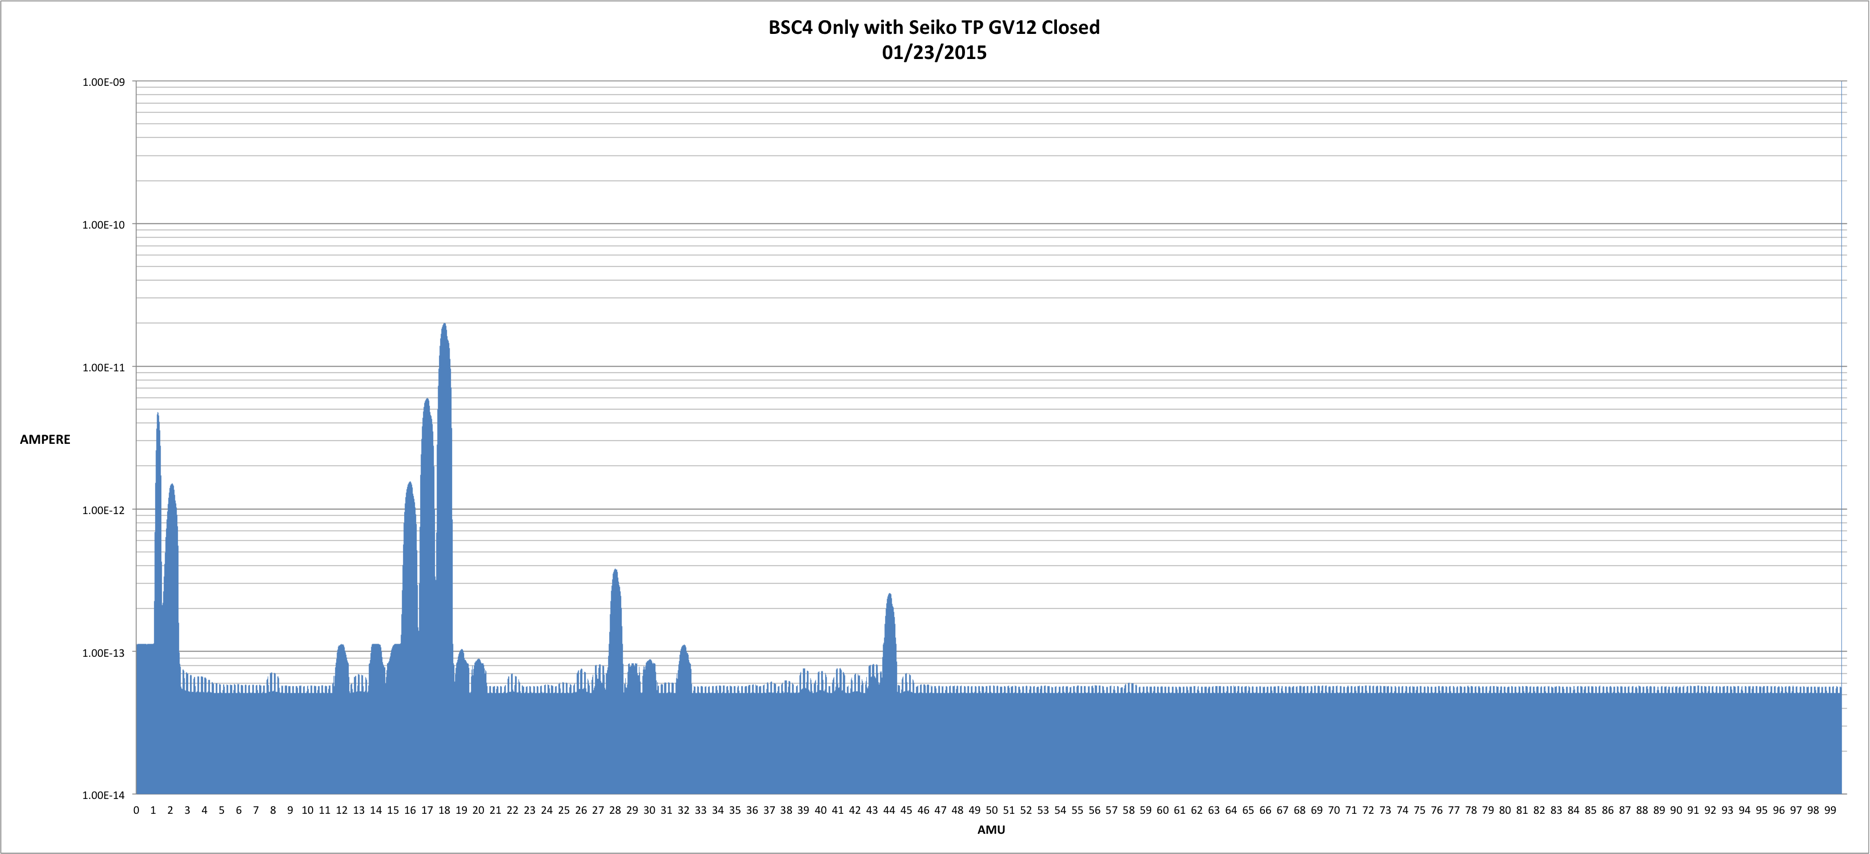 BSC4 Only with Seiko TP GV12 Closed
01/23/2015
1.00E-09
1.00E-10
1.00E-11
AMPERE
1.00E-12
1.00E-13
1.00E-14
0 1 2 3 4 5 6 7 8 9 10 11 12 13 14 15 16 17 18 19 20 21 22 23 24 25 26 27 28 29 30 31 32 33 34 35 36 37 38 39 40 41 42 43 44 45 46 47 48 49 50 51 52 53 54 55 56 57 58 59 60 61 62 63 64 65 66 67 68 69 70 71 72 73 74 75 76 77 78 79 80 81 82 83 84 85 86 87 88 89 90 91 92 93 94 95 96 97 98 99
AMU